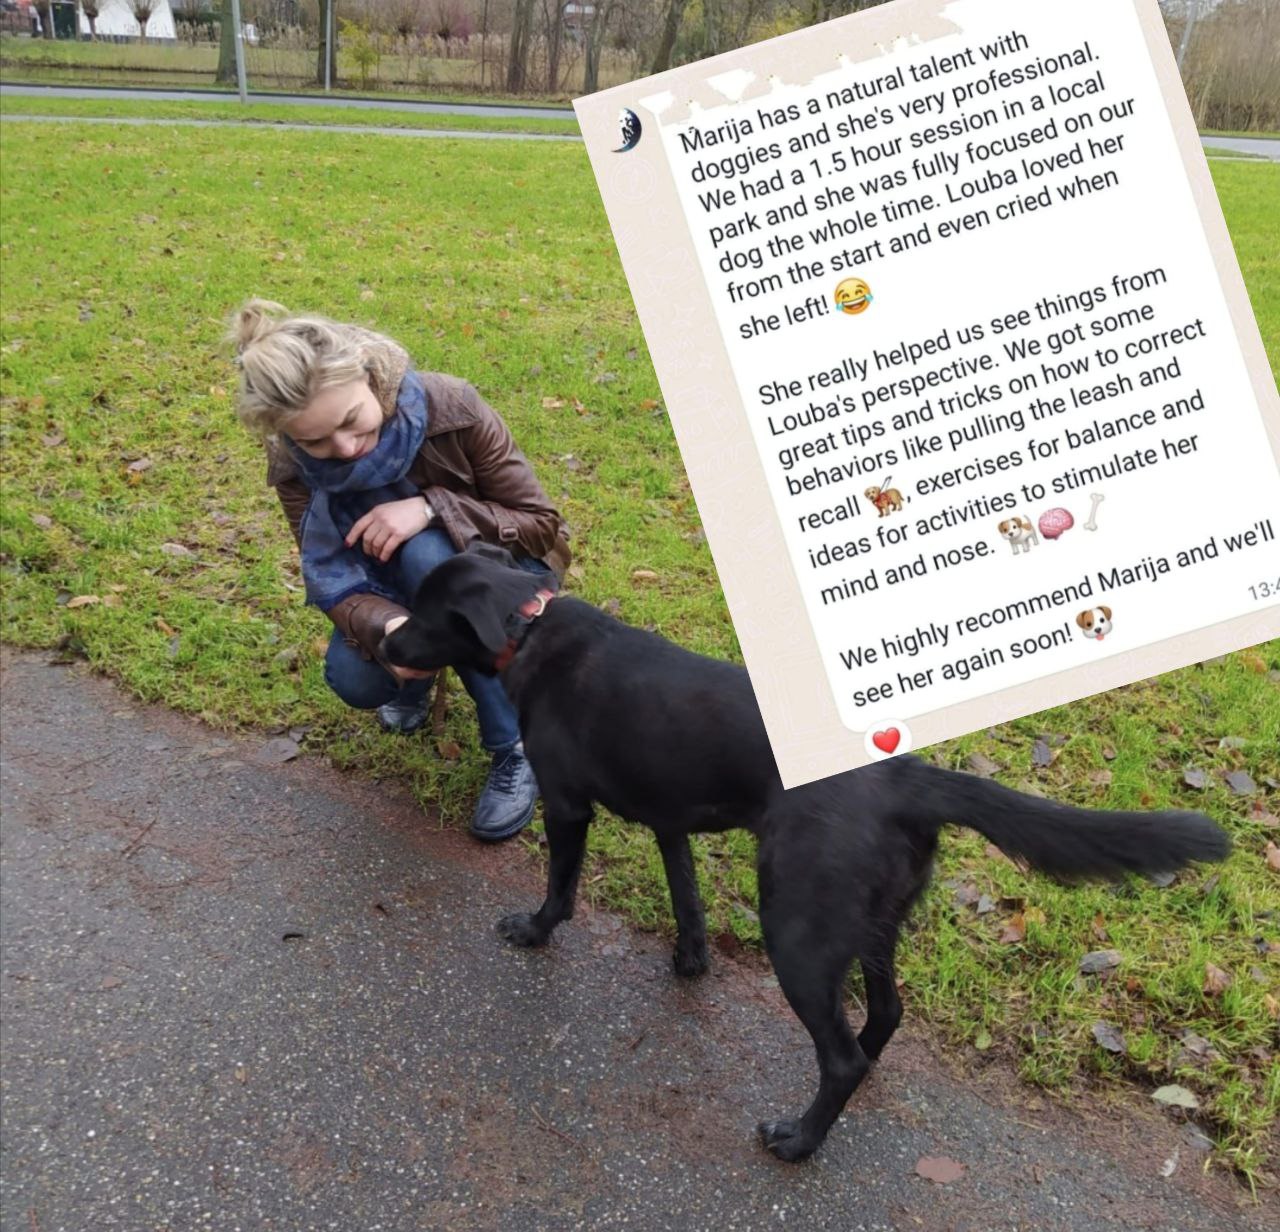 Marija has a natural talent with
doggies and she's very professional.
We had a 1.5 hour session in a local
park and she was fully focused on our
dog the whole time. Louba loved her
from the start and even cried when
she left! 😂
She really helped us see things from
Louba's perspective. We got some
great tips and tricks on how to correct
behaviors like pulling the leash and
recall 🦮, exercises for balance and
ideas for activities to stimulate her
mind and nose. 🐕🧠🦴
We highly recommend Marija and we'll
see her again soon! 🐶